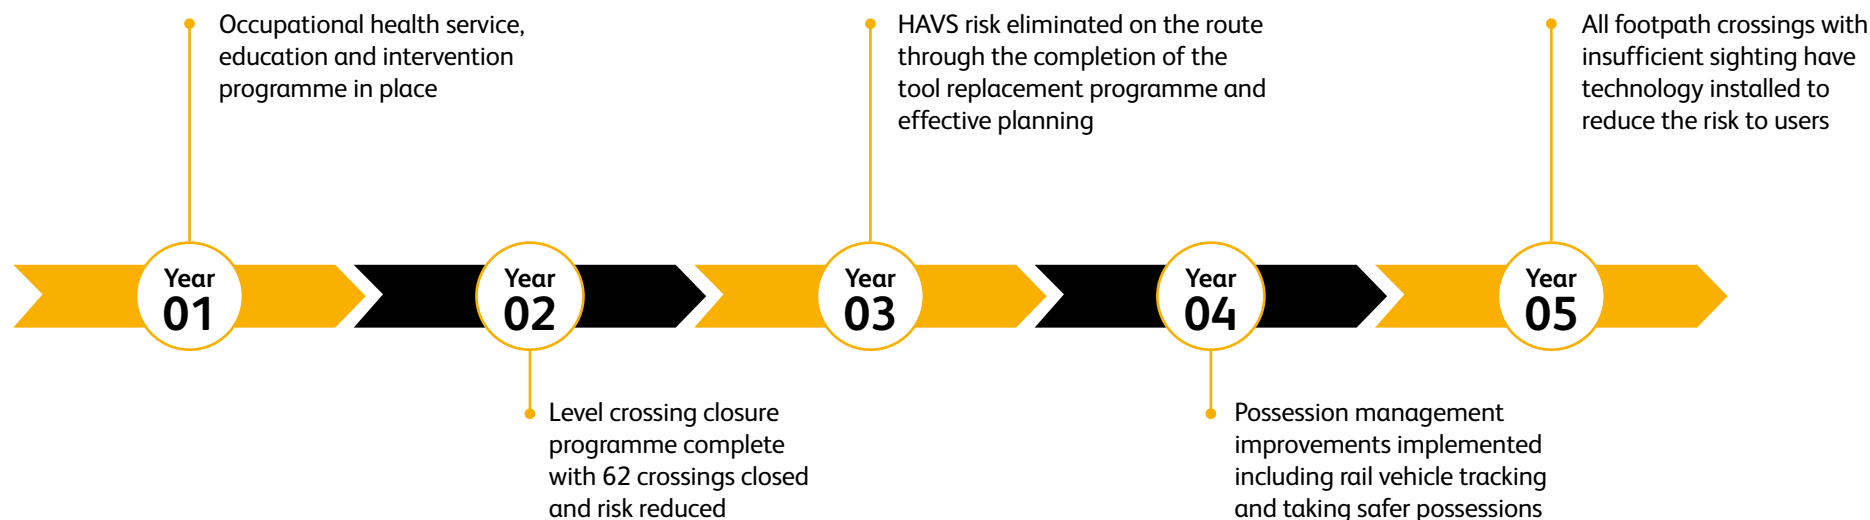 Occupational health service,
education and intervention
programme in place
HAVS risk eliminated on the route
through the completion of the
tool replacement programme and
effective planning
All footpath crossings with
insufficient sighting have
technology installed to
reduce the risk to users
Year
01
Year
02
Year
03
Year
04
Year
05
Level crossing closure
programme complete
with 62 crossings closed
and risk reduced
Possession management
improvements implemented
including rail vehicle tracking
and taking safer possessions